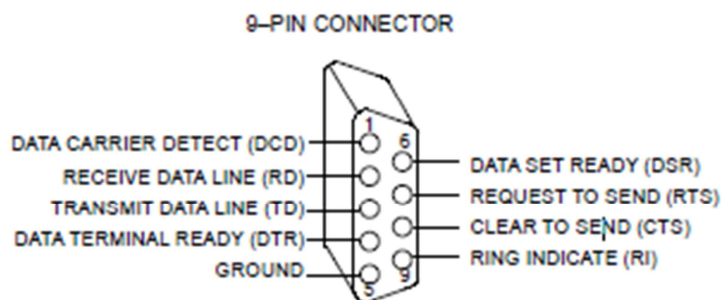 9–PIN CONNECTOR
1
6
DATA CARRIER DETECT (DCD)
DATA SET READY (DSR)
RECEIVE DATA LINE (RD)
REQUEST TO SEND (RTS)
TRANSMIT DATA LINE (TD)
CLEAR TO SEND (CTS)
DATA TERMINAL READY (DTR)
RING INDICATE (RI)
GROUND
5
9